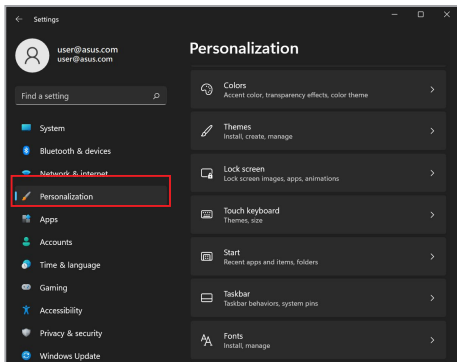 Settings
user@asus.com
user@asus.com
Find a setting
System
Bluetooth & devices
Network & internet
Personalization
Apps
Accounts
Time & language
Gaming
Accessibility
Privacy & security
Windows Update
Personalization
Colors
Accent color, transparency effects, color theme
Themes
Install, create, manage
Lock screen
Lock screen images, apps, animations
Touch keyboard
Themes, size
Start
Recent apps and items, folders
Taskbar
Taskbar behaviors, system pins
Fonts
Install, manage